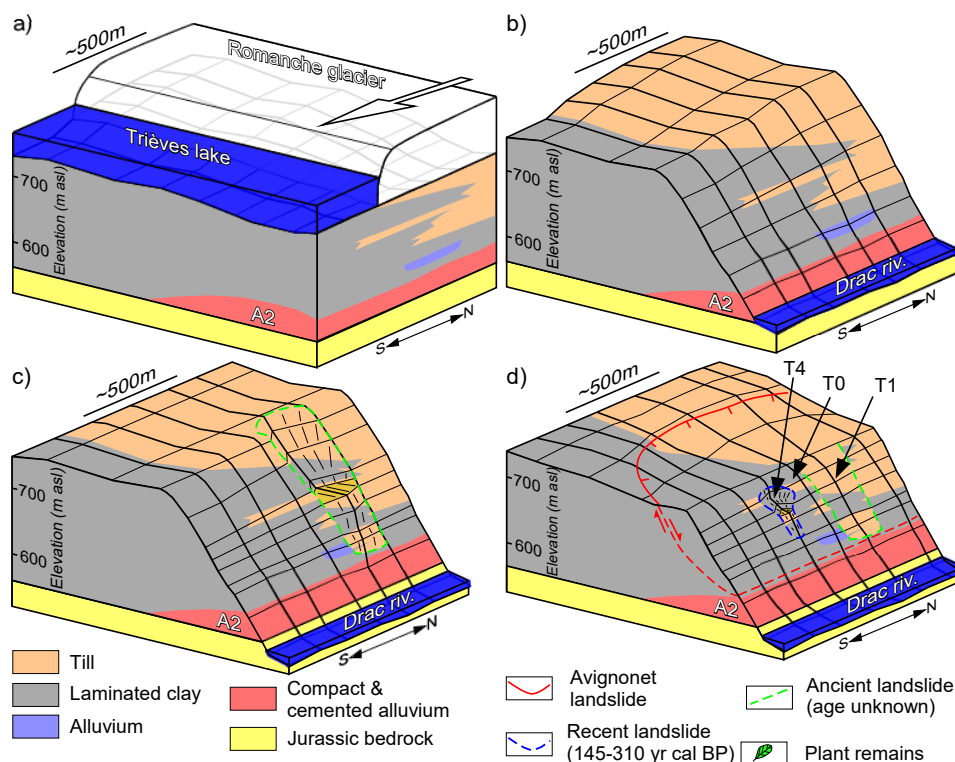 a)
~500m
Romanche glacier
Trièves lake
700
600
Elevation (m asl)
A2
S
N
b)
~500m
700
600
Elevation (m asl)
A2
Drac riv.
S
N
c)
~500m
700
600
Elevation (m asl)
A2
Drac riv.
S
N
d)
~500m
T4
T0
T1
700
600
Elevation (m asl)
A2
Drac riv.
S
N
Till
Laminated clay
Alluvium
Compact &
cemented alluvium
Jurassic bedrock
Avignonet
landslide
Recent landslide
(145-310 yr cal BP)
Ancient landslide
(age unknown)
Plant remains